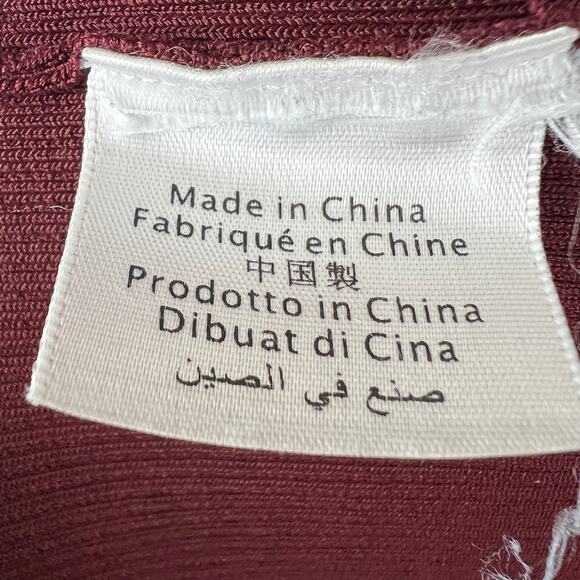 Made in China
Fabriqué en Chine
中国製
Prodotto in China
Dibuat di Cina
صنع في الصين